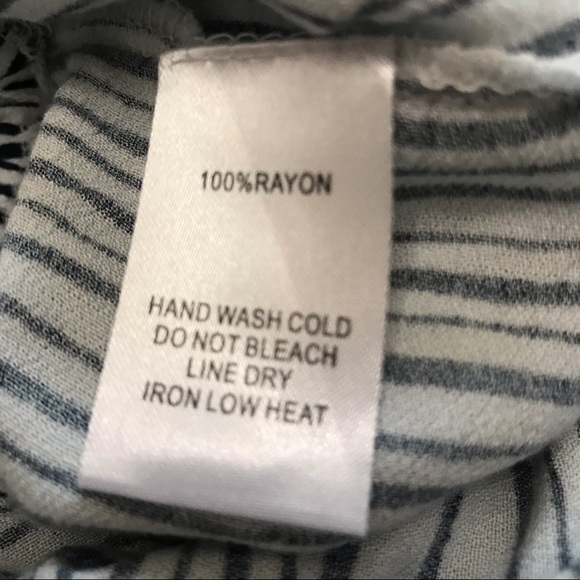 100%RAYON
HAND WASH COLD
DO NOT BLEACH
LINE DRY
IRON LOW HEAT